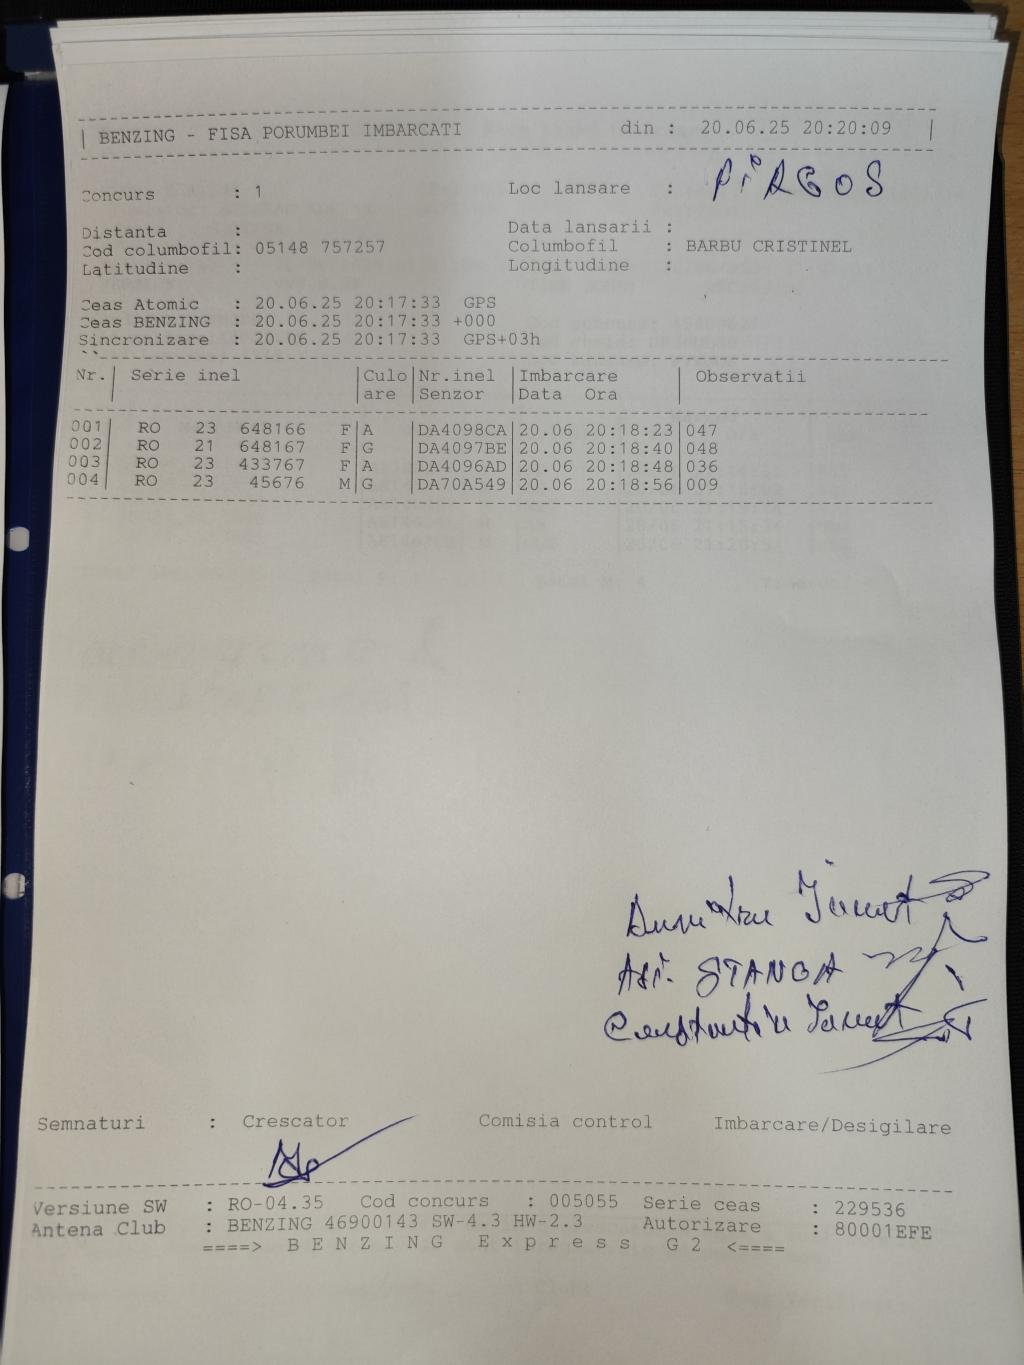 BENZING - FISA PORUMBEI IMBARCATI din : 20.06.25 20:20:09
Concurs : 1 Loc lansare : PiRGOS
Distanta : Data lansarii :
Cod columbofil: 05148 757257 Columbofil : BARBU CRISTINEL
Latitudine : Longitudine :
Ceas Atomic : 20.06.25 20:17:33 GPS
Ceas BENZING : 20.06.25 20:17:33 +000
Sincronizare : 20.06.25 20:17:33 GPS+03h
Nr.| Serie inel |Culo|Nr.inel |Imbarcare | Observatii
|are |Senzor |Data Ora |
001| RO 23 648166 F|A |DA4098CA|20.06 20:18:23|047
002| RO 21 648167 F|G |DA4097BE|20.06 20:18:40|048
003| RO 23 433767 F|A |DA4096AD|20.06 20:18:48|036
004| RO 23 45676 M|G |DA70A549|20.06 20:18:56|009
Dumitru Ionut
STANGA
Constantin Ionut
Semnaturi : Crescator Comisia control Imbarcare/Desigilare
Versiune SW : RO-04.35 Cod concurs : 005055 Serie ceas : 229536
Antena Club : BENZING 46900143 SW-4.3 HW-2.3 Autorizare : 80001EFE
====> B E N Z I N G E x p r e s s G 2 <====